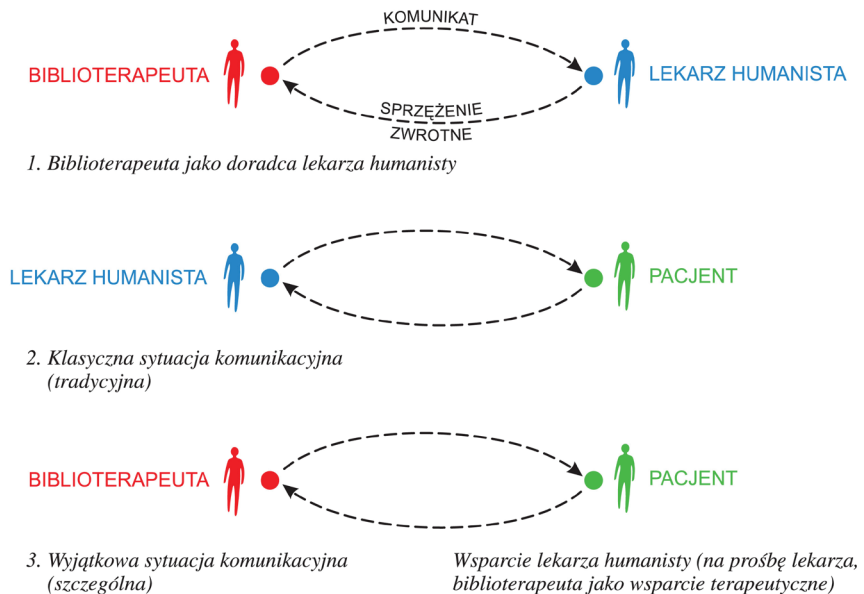 KOMUNIKAT
BIBLIOTERAPEUTA
LEKARZ HUMANISTA
SPRZĘŻENIE
ZWROTNE
1. Biblioterapeuta jako doradca lekarza humanisty
LEKARZ HUMANISTA
PACJENT
2. Klasyczna sytuacja komunikacyjna
(tradycyjna)
BIBLIOTERAPEUTA
PACJENT
3. Wyjątkowa sytuacja komunikacyjna
(szczególna)
Wsparcie lekarza humanisty (na prośbę lekarza,
biblioterapeuta jako wsparcie terapeutyczne)